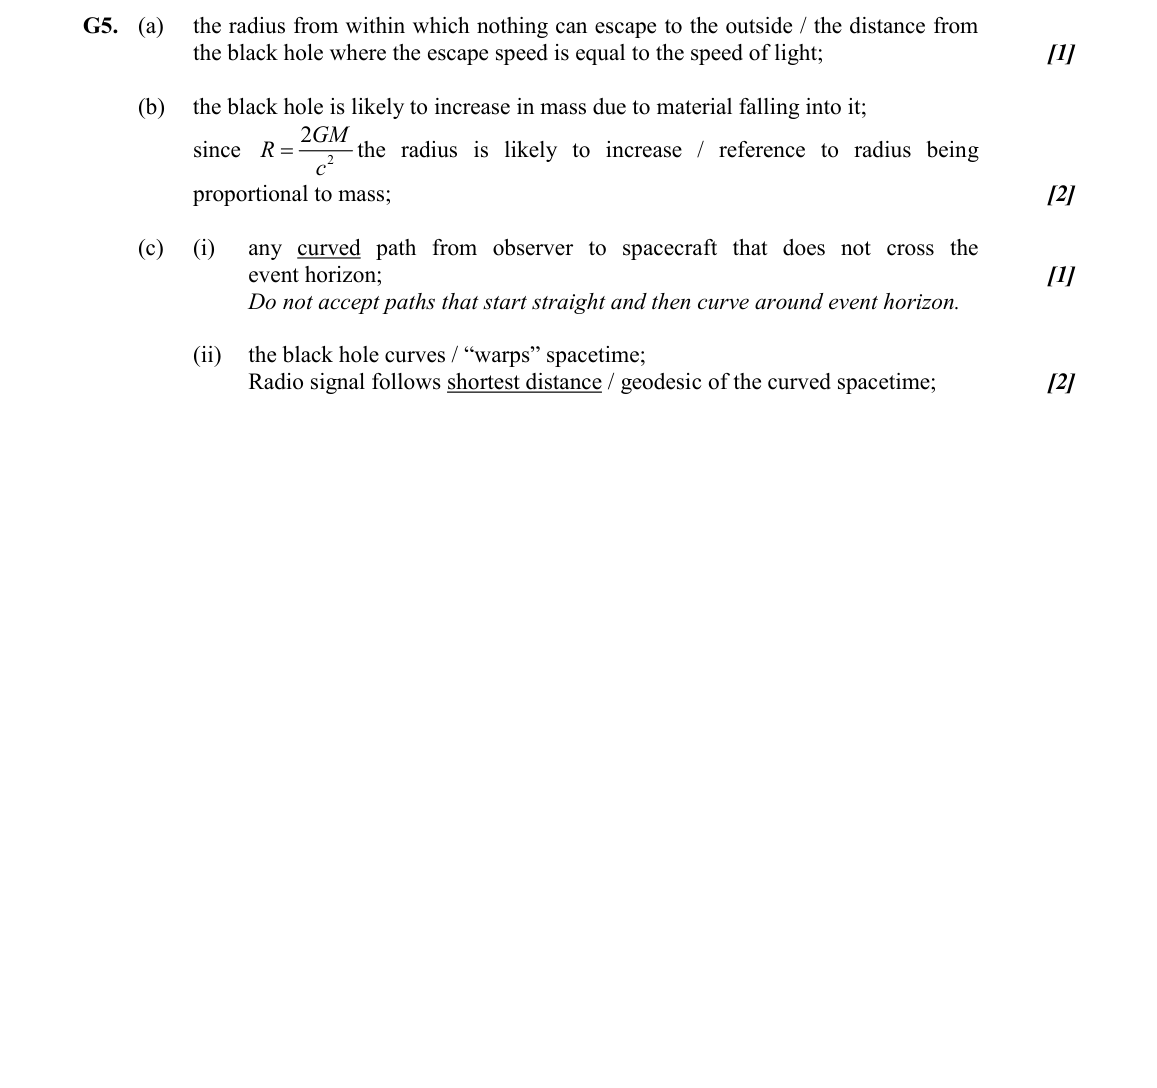 G5. (a) the radius from within which nothing can escape to the outside / the distance from
the black hole where the escape speed is equal to the speed of light; [1]
(b) the black hole is likely to increase in mass due to material falling into it;
since R = 2GM/c² the radius is likely to increase / reference to radius being
proportional to mass; [2]
(c) (i) any curved path from observer to spacecraft that does not cross the
event horizon; [1]
Do not accept paths that start straight and then curve around event horizon.
(ii) the black hole curves / “warps” spacetime;
Radio signal follows shortest distance / geodesic of the curved spacetime; [2]